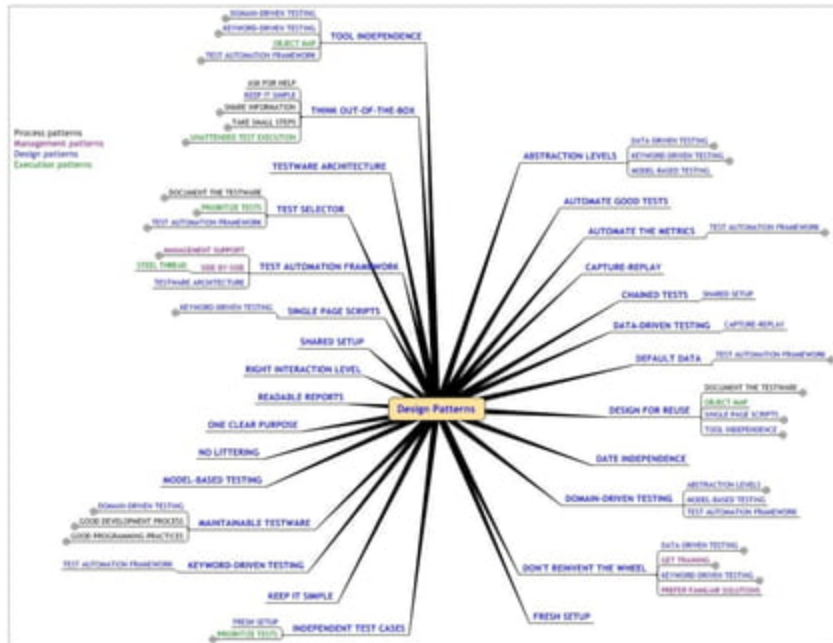 DOMAIN-DRIVEN TESTING
KEYWORD-DRIVEN TESTING
OBJECT MAP
TEST AUTOMATION FRAMEWORK
TOOL INDEPENDENCE
ASK FOR HELP
KEEP IT SIMPLE
SHARE INFORMATION
TAKE SMALL STEPS
UNATTENDED TEST EXECUTION
THINK OUT-OF-THE-BOX
Process patterns
Management patterns
Design patterns
Execution patterns
TESTWARE ARCHITECTURE
DOCUMENT THE TESTWARE
PRIORITIZE TESTS
TEST AUTOMATION FRAMEWORK
TEST SELECTOR
MANAGEMENT SUPPORT
STEEL THREAD
SIDE-BY-SIDE
TESTWARE ARCHITECTURE
TEST AUTOMATION FRAMEWORK
KEYWORD-DRIVEN TESTING
SINGLE PAGE SCRIPTS
SHARED SETUP
RIGHT INTERACTION LEVEL
READABLE REPORTS
ONE CLEAR PURPOSE
NO LITTERING
MODEL-BASED TESTING
DOMAIN-DRIVEN TESTING
GOOD DEVELOPMENT PROCESS
GOOD PROGRAMMING PRACTICES
MAINTAINABLE TESTWARE
TEST AUTOMATION FRAMEWORK
KEYWORD-DRIVEN TESTING
KEEP IT SIMPLE
FRESH SETUP
PRIORITIZE TESTS
INDEPENDENT TEST CASES
Design Patterns
ABSTRACTION LEVELS
DATA-DRIVEN TESTING
KEYWORD-DRIVEN TESTING
MODEL-BASED TESTING
AUTOMATE GOOD TESTS
AUTOMATE THE METRICS
TEST AUTOMATION FRAMEWORK
CAPTURE-REPLAY
CHAINED TESTS
SHARED SETUP
DATA-DRIVEN TESTING
CAPTURE-REPLAY
DEFAULT DATA
TEST AUTOMATION FRAMEWORK
DESIGN FOR REUSE
DOCUMENT THE TESTWARE
OBJECT MAP
SINGLE PAGE SCRIPTS
TOOL INDEPENDENCE
DATE INDEPENDENCE
DOMAIN-DRIVEN TESTING
ABSTRACTION LEVELS
MODEL-BASED TESTING
TEST AUTOMATION FRAMEWORK
DON'T REINVENT THE WHEEL
DATA-DRIVEN TESTING
GET TRAINING
KEYWORD-DRIVEN TESTING
PREFER FAMILIAR SOLUTIONS
FRESH SETUP